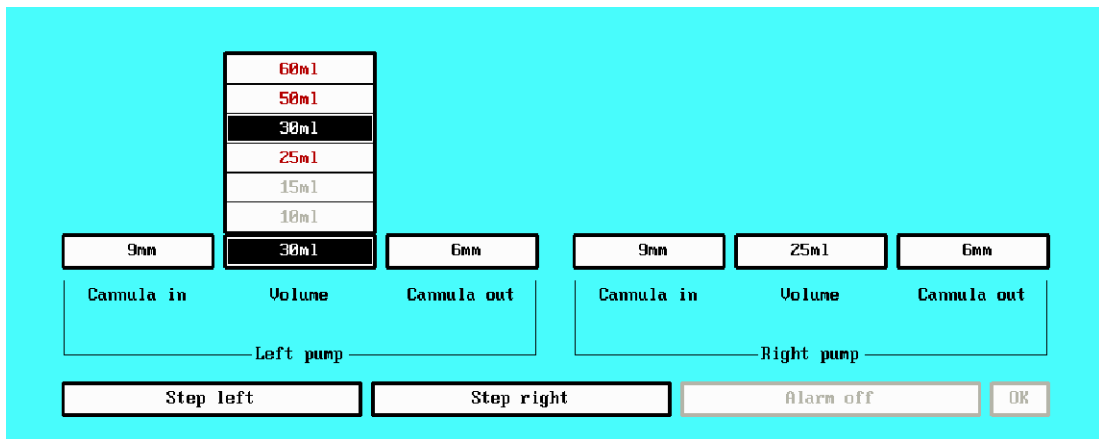 60ml
50ml
30ml
25ml
15ml
10ml
9mm 30ml 6mm 9mm 25ml 6mm
Cannula in Volume Cannula out Cannula in Volume Cannula out
Left pump Right pump
Step left Step right Alarm off OK